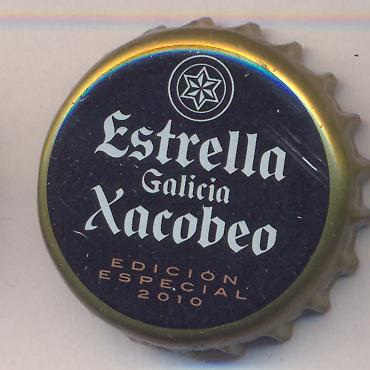 Estrella
Galicia
Xacobeo
EDICIÓN
ESPECIAL
2010